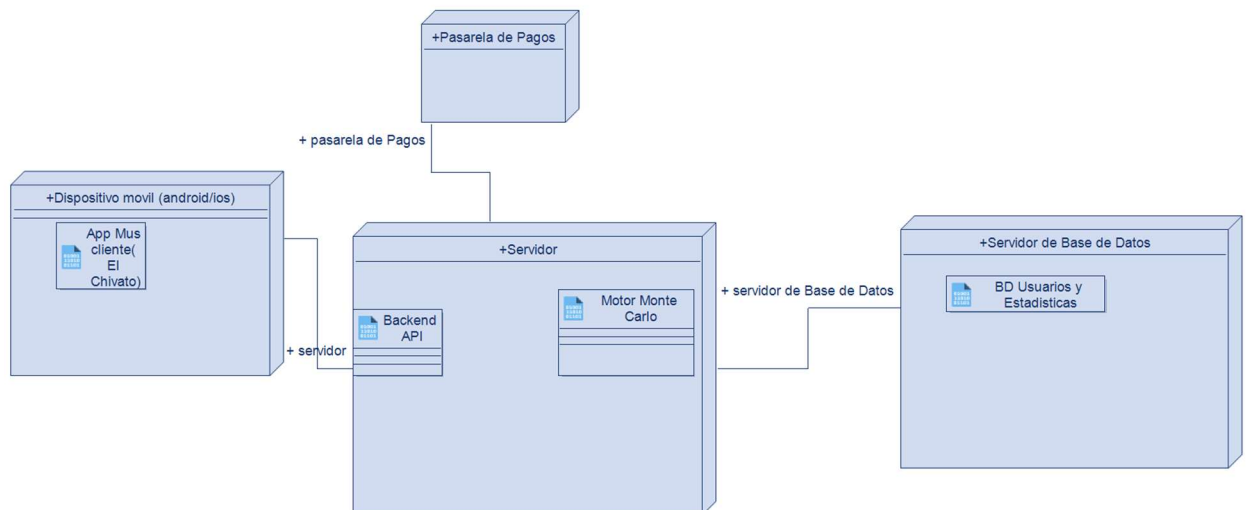 +Pasarela de Pagos
+ pasarela de Pagos
+Dispositivo movil (android/ios)
App Mus
cliente(
El
Chivato)
+ servidor
+Servidor
Backend
API
Motor Monte
Carlo
+ servidor de Base de Datos
+Servidor de Base de Datos
BD Usuarios y
Estadisticas